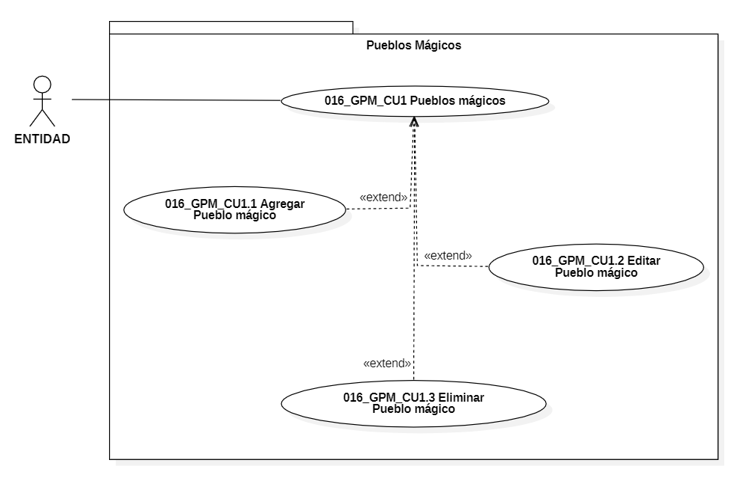 Pueblos Mágicos
016_GPM_CU1 Pueblos mágicos
ENTIDAD
016_GPM_CU1.1 Agregar
Pueblo mágico
«extend»
«extend»
016_GPM_CU1.2 Editar
Pueblo mágico
«extend»
016_GPM_CU1.3 Eliminar
Pueblo mágico